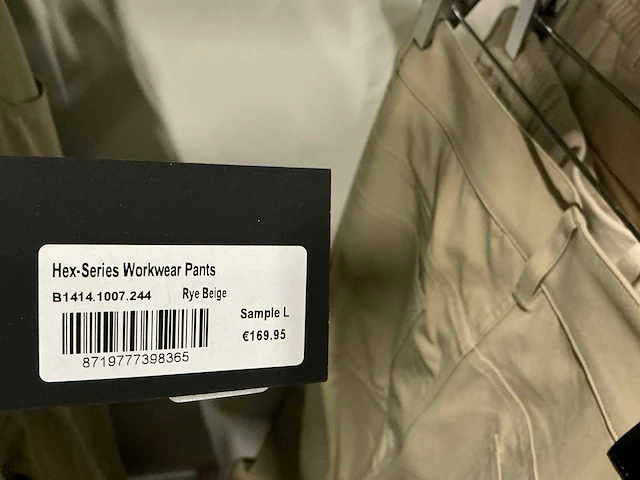 Hex-Series Workwear Pants
B1414.1007.244 Rye Beige
Sample L
€169.95
8719777398365